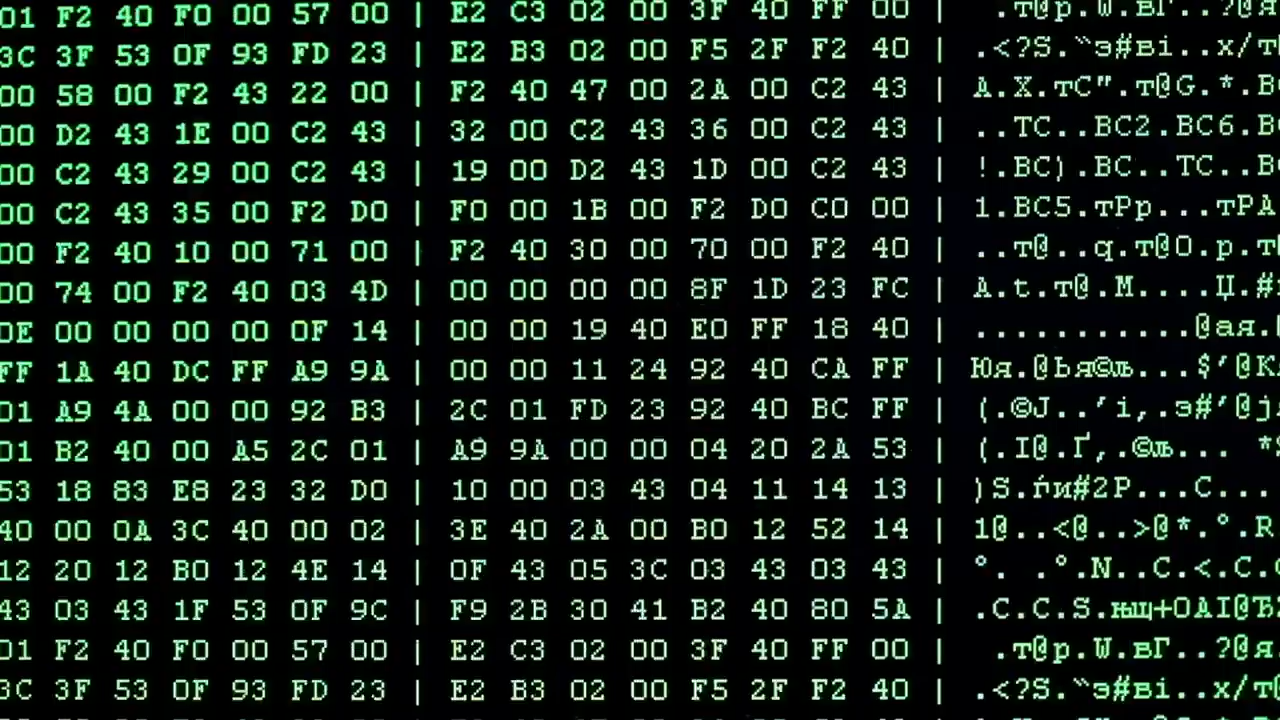 01 F2 40 F0 00 57 00 | E2 C3 02 00 3F 40 FF 00 | .т@p.W.вГ..?@я
3C 3F 53 0F 93 FD 23 | E2 B3 02 00 F5 2F F2 40 | .<?S.“э#ві..х/т
00 58 00 F2 43 22 00 | F2 40 47 00 2A 00 C2 43 | A.X.тC".т@G.*.В
00 D2 43 1E 00 C2 43 | 32 00 C2 43 36 00 C2 43 | ..ТC..ВC2.ВC6.В
00 C2 43 29 00 C2 43 | 19 00 D2 43 1D 00 C2 43 | !.ВC).ВC..ТC..В
00 C2 43 35 00 F2 D0 | F0 00 1B 00 F2 D0 C0 00 | 1.ВC5.тРр...тРА
00 F2 40 10 00 71 00 | F2 40 30 00 70 00 F2 40 | ..т@..q.т@0.p.т
00 74 00 F2 40 03 4D | 00 00 00 00 8F 1D 23 FC | A.t.т@.M....Џ.#
DE 00 00 00 00 0F 14 | 00 00 19 40 E0 FF 18 40 | ...........@ая.
FF 1A 40 DC FF A9 9A | 00 00 11 24 92 40 CA FF | Юя.@Ья©љ...$’@К
01 A9 4A 00 00 92 B3 | 2C 01 FD 23 92 40 BC FF | (.©J..’і,.э#’@ј
01 B2 40 00 A5 2C 01 | A9 9A 00 00 04 20 2A 53 | (.І@.Ґ,.©љ... *
53 18 83 E8 23 32 D0 | 10 00 03 43 04 11 14 13 | )S.ѓи#2Р...C...
40 00 0A 3C 40 00 02 | 3E 40 2A 00 B0 12 52 14 | 1@..<@..>@*.°.R
12 20 12 B0 12 4E 14 | 0F 43 05 3C 03 43 03 43 | °. .°.N..C.<.C.
43 03 43 1F 53 0F 9C | F9 2B 30 41 B2 40 80 5A | .C.C.S.њщ+0AІ@Ђ
01 F2 40 F0 00 57 00 | E2 C3 02 00 3F 40 FF 00 | .т@p.W.вГ..?@я
3C 3F 53 0F 93 FD 23 | E2 B3 02 00 F5 2F F2 40 | .<?S.“э#ві..х/т